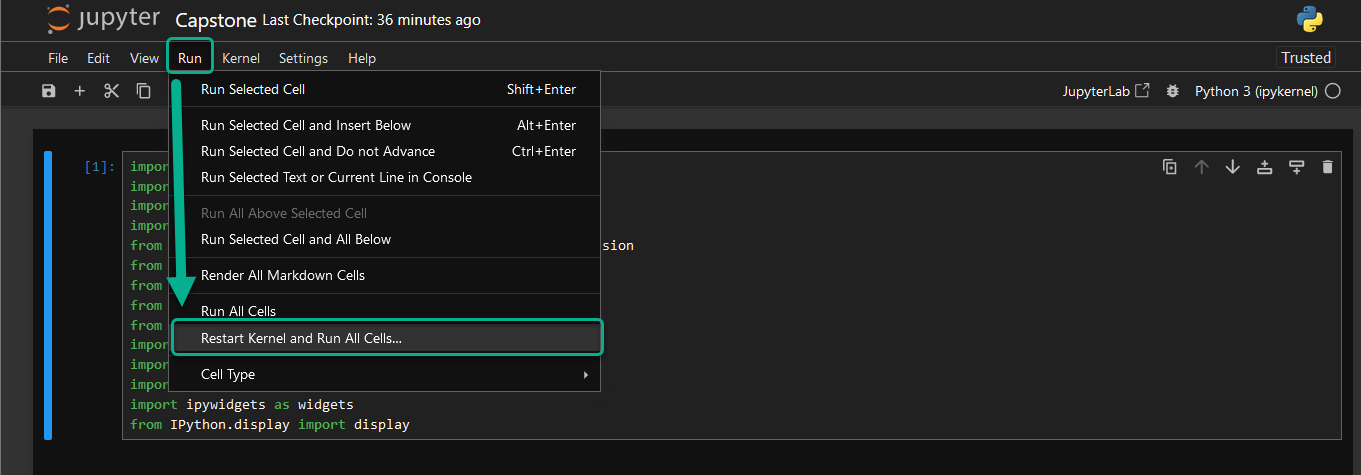 jupyter Capstone Last Checkpoint: 36 minutes ago
File Edit View Run Kernel Settings Help Trusted
JupyterLab Python 3 (ipykernel)
Run Selected Cell Shift+Enter
Run Selected Cell and Insert Below Alt+Enter
Run Selected Cell and Do not Advance Ctrl+Enter
Run Selected Text or Current Line in Console
Run All Above Selected Cell
Run Selected Cell and All Below
Render All Markdown Cells
Run All Cells
Restart Kernel and Run All Cells...
Cell Type
[1]: impor
impor
impor
impor
from sion
from
from
from
from
impor
impor
impor
import ipywidgets as widgets
from IPython.display import display